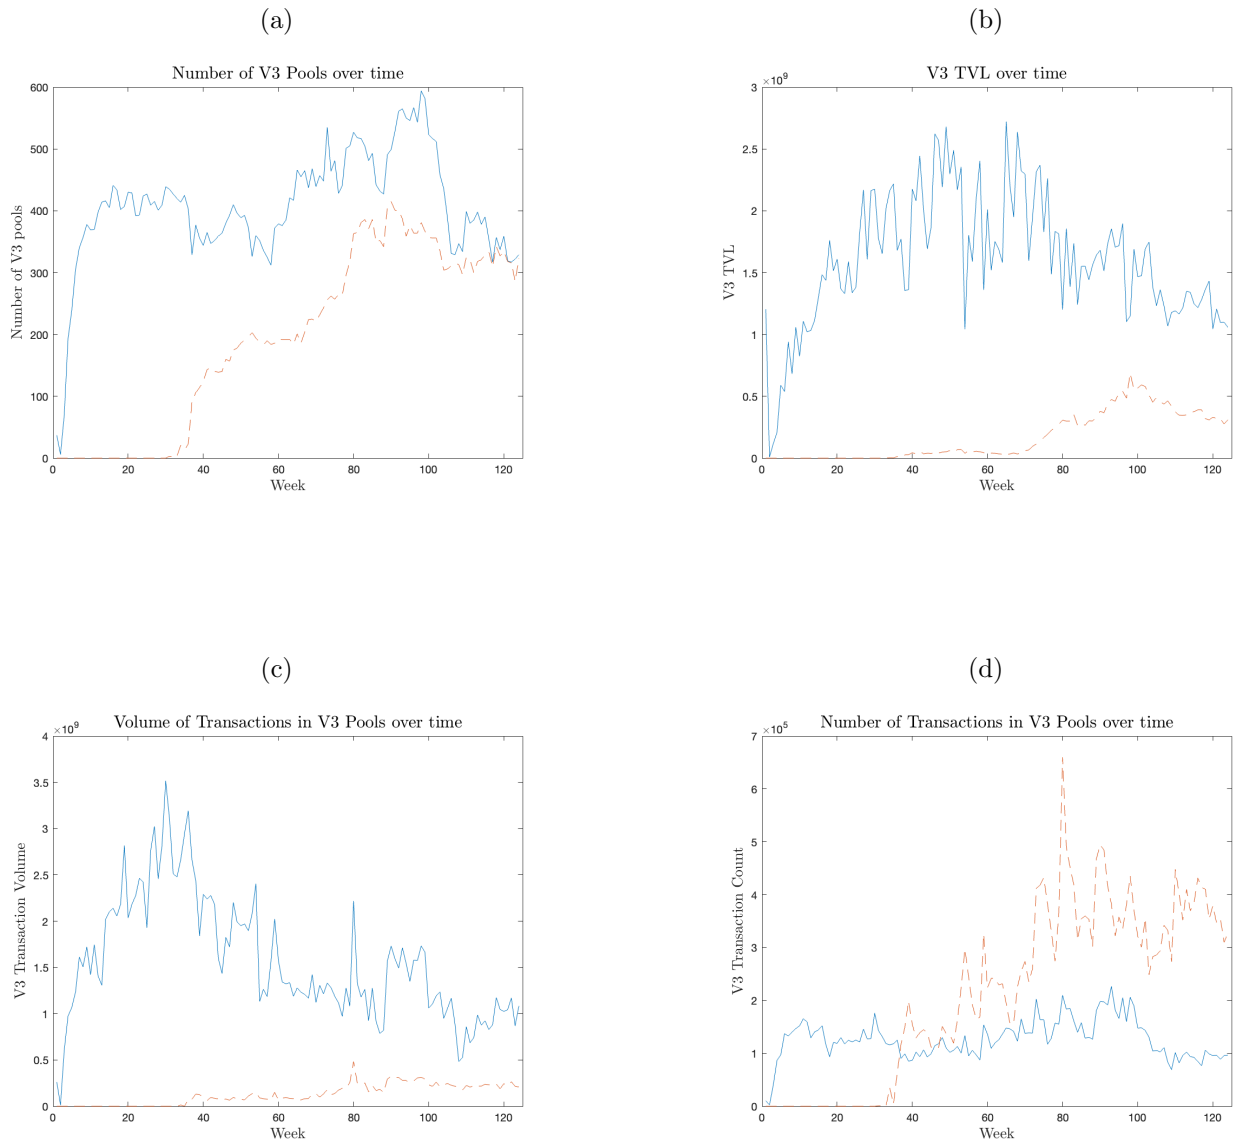 (a)
Number of V3 Pools over time
600
500
400
300
200
100
0
0 20 40 60 80 100 120
Number of V3 pools
Week
(b)
V3 TVL over time
×10⁹
3
2.5
2
1.5
1
0.5
0
0 20 40 60 80 100 120
V3 TVL
Week
(c)
Volume of Transactions in V3 Pools over time
×10⁹
4
3.5
3
2.5
2
1.5
1
0.5
0
0 20 40 60 80 100 120
V3 Transaction Volume
Week
(d)
Number of Transactions in V3 Pools over time
×10⁵
7
6
5
4
3
2
1
0
0 20 40 60 80 100 120
V3 Transaction Count
Week